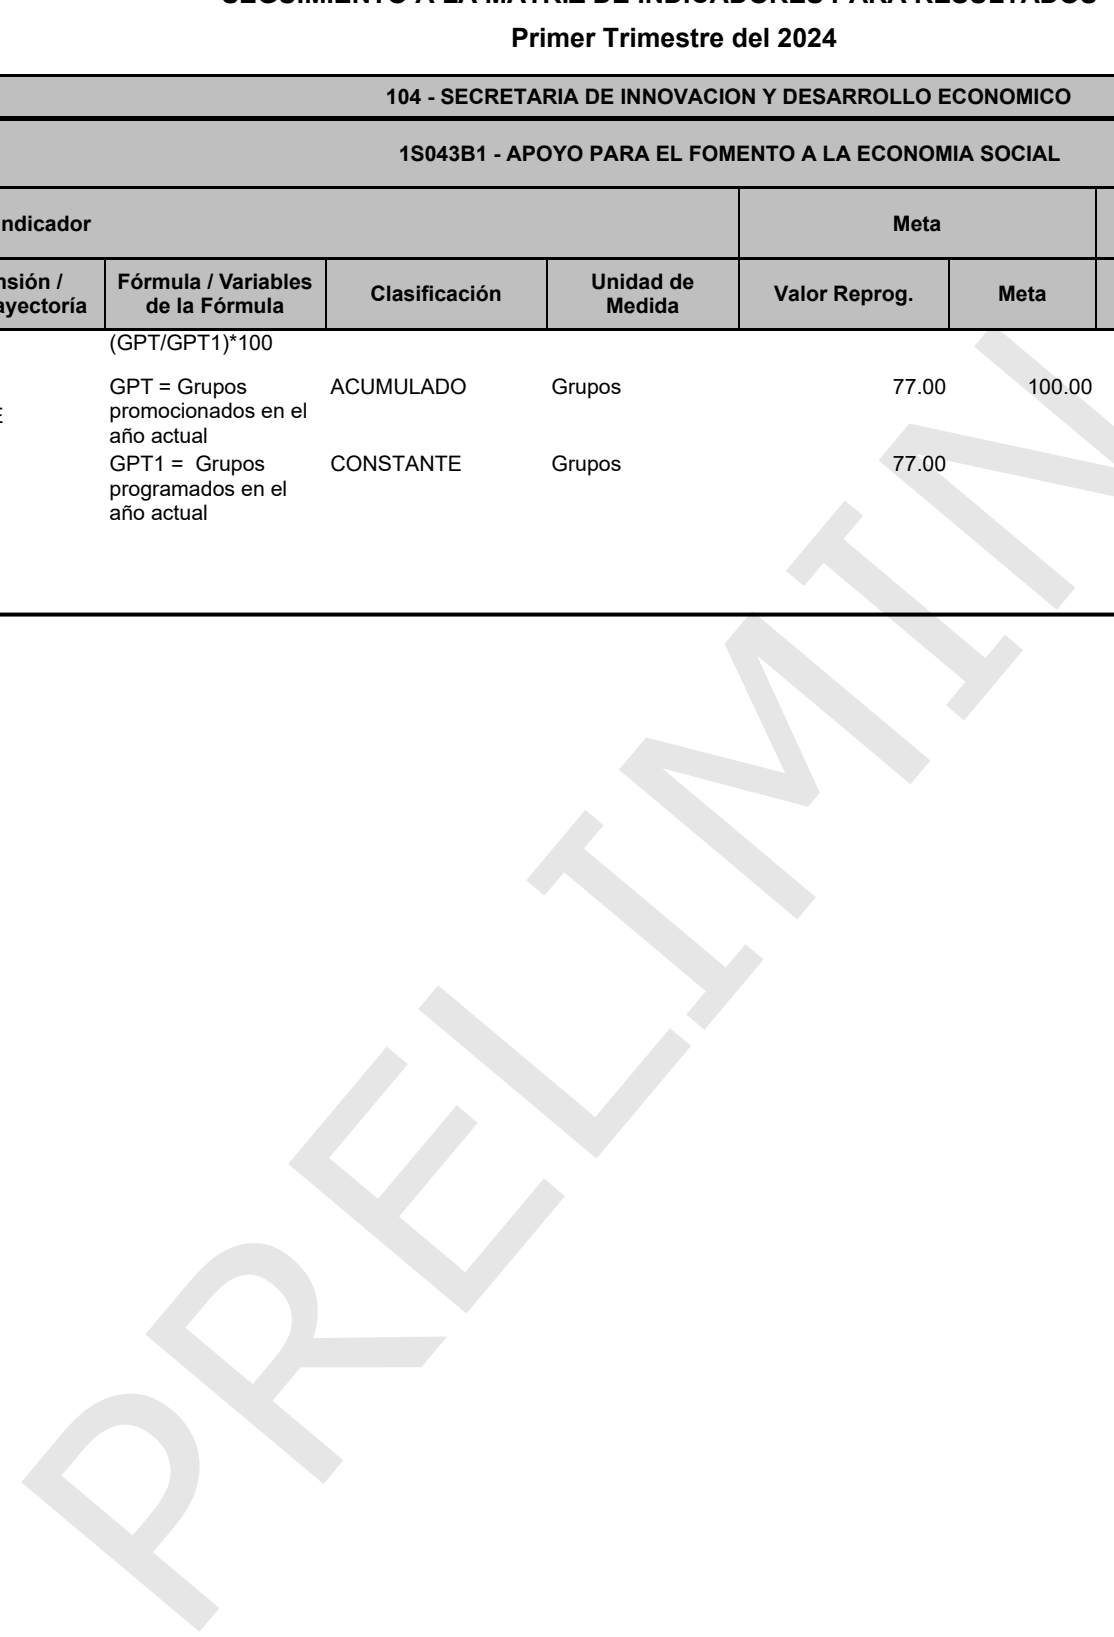 Primer Trimestre del 2024
104 - SECRETARIA DE INNOVACION Y DESARROLLO ECONOMICO
1S043B1 - APOYO PARA EL FOMENTO A LA ECONOMIA SOCIAL
ndicador
Meta
nsión /
ayectoría
Fórmula / Variables
de la Fórmula
Clasificación
Unidad de
Medida
Valor Reprog.
Meta
(GPT/GPT1)*100
GPT = Grupos
promocionados en el
año actual
ACUMULADO
Grupos
77.00
100.00
GPT1 = Grupos
programados en el
año actual
CONSTANTE
Grupos
77.00
PRELIMIN